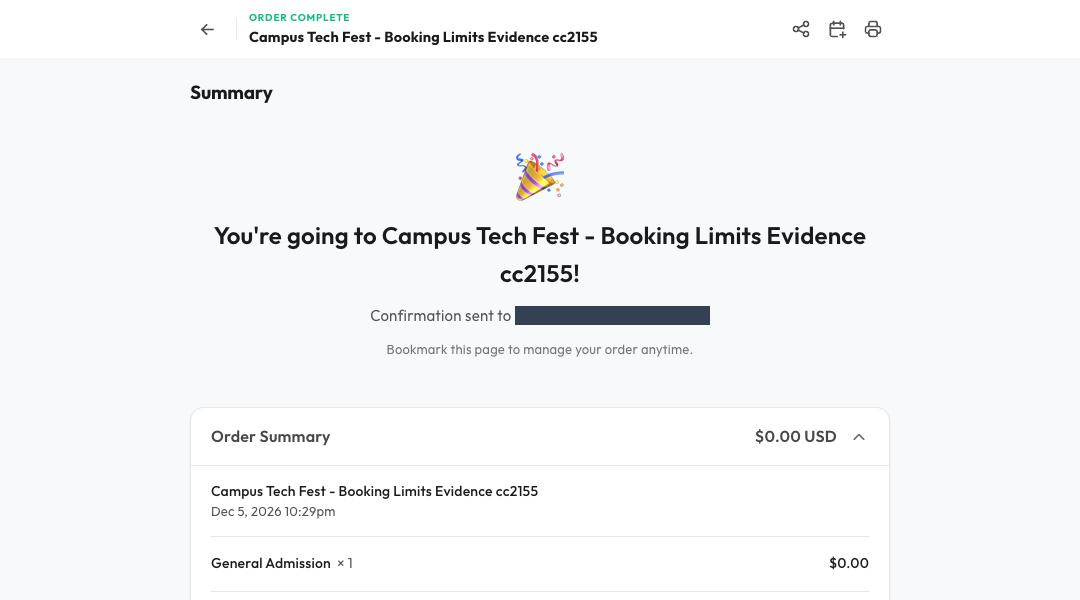 ORDER COMPLETE
Campus Tech Fest - Booking Limits Evidence cc2155
Summary
You're going to Campus Tech Fest - Booking Limits Evidence
cc2155!
Confirmation sent to
Bookmark this page to manage your order anytime.
Order Summary $0.00 USD
Campus Tech Fest - Booking Limits Evidence cc2155
Dec 5, 2026 10:29pm
General Admission × 1 $0.00